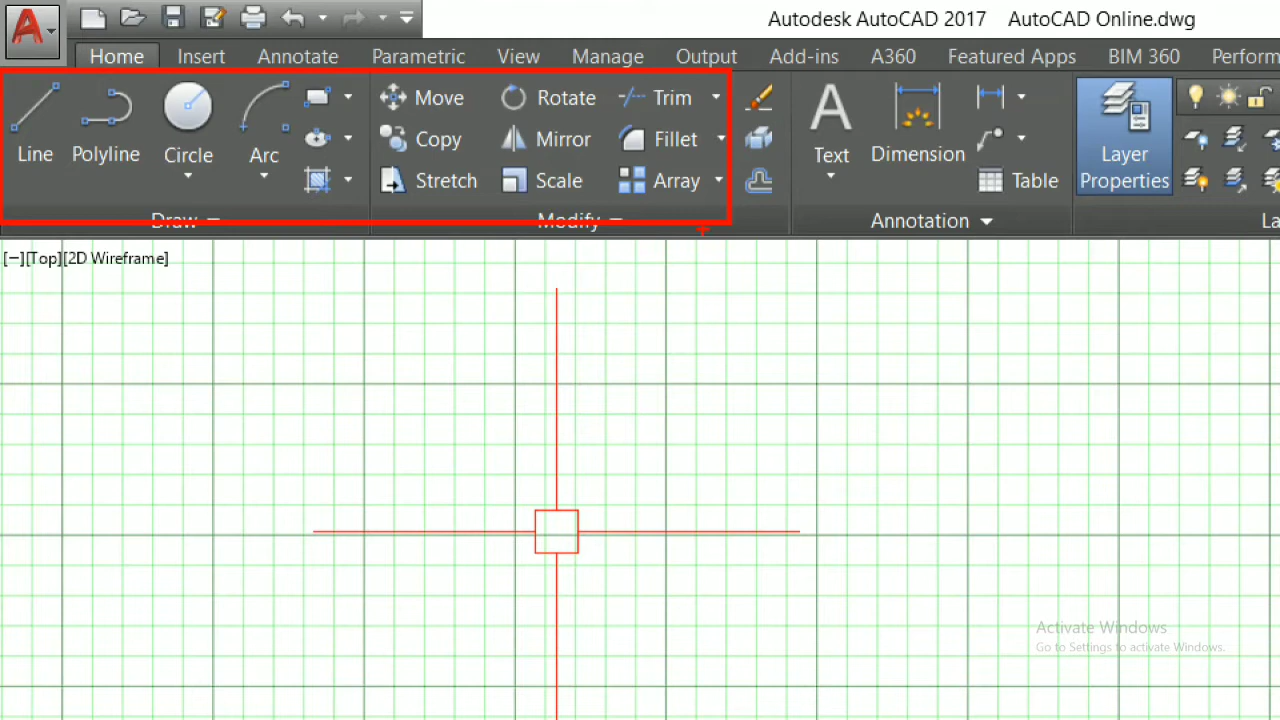 Autodesk AutoCAD 2017 AutoCAD Online.dwg
Home Insert Annotate Parametric View Manage Output Add-ins A360 Featured Apps BIM 360 Perform
Move Rotate Trim
Line Polyline Circle Arc Copy Mirror Fillet Text Dimension Layer
Stretch Scale Array Table Properties
Draw Modify Annotation La
[−][Top][2D Wireframe]
Activate Windows
Go to Settings to activate Windows.